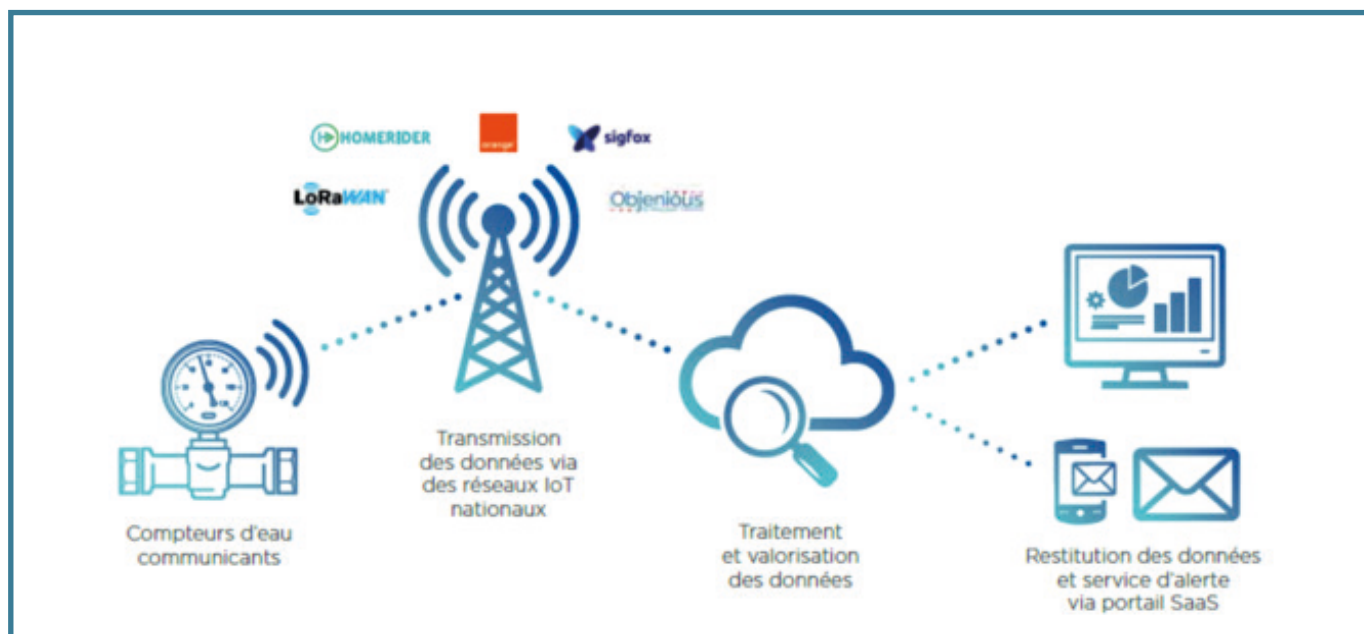 HOMERIDER
orange
sigfox
LoRaWAN
Objenious
Transmission
des données via
des réseaux IoT
nationaux
Compteurs d'eau
communicants
Traitement
et valorisation
des données
Restitution des données
et service d'alerte
via portail SaaS